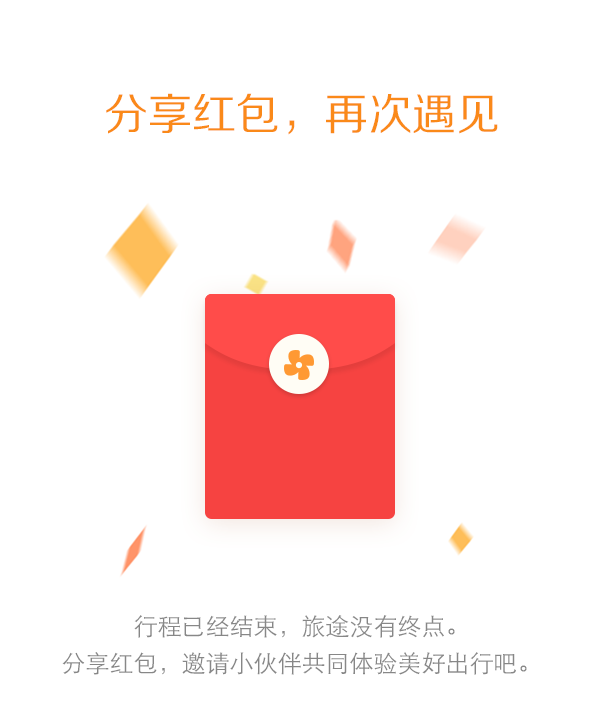 分享红包，再次遇见
行程已经结束，旅途没有终点。
分享红包，邀请小伙伴共同体验美好出行吧。